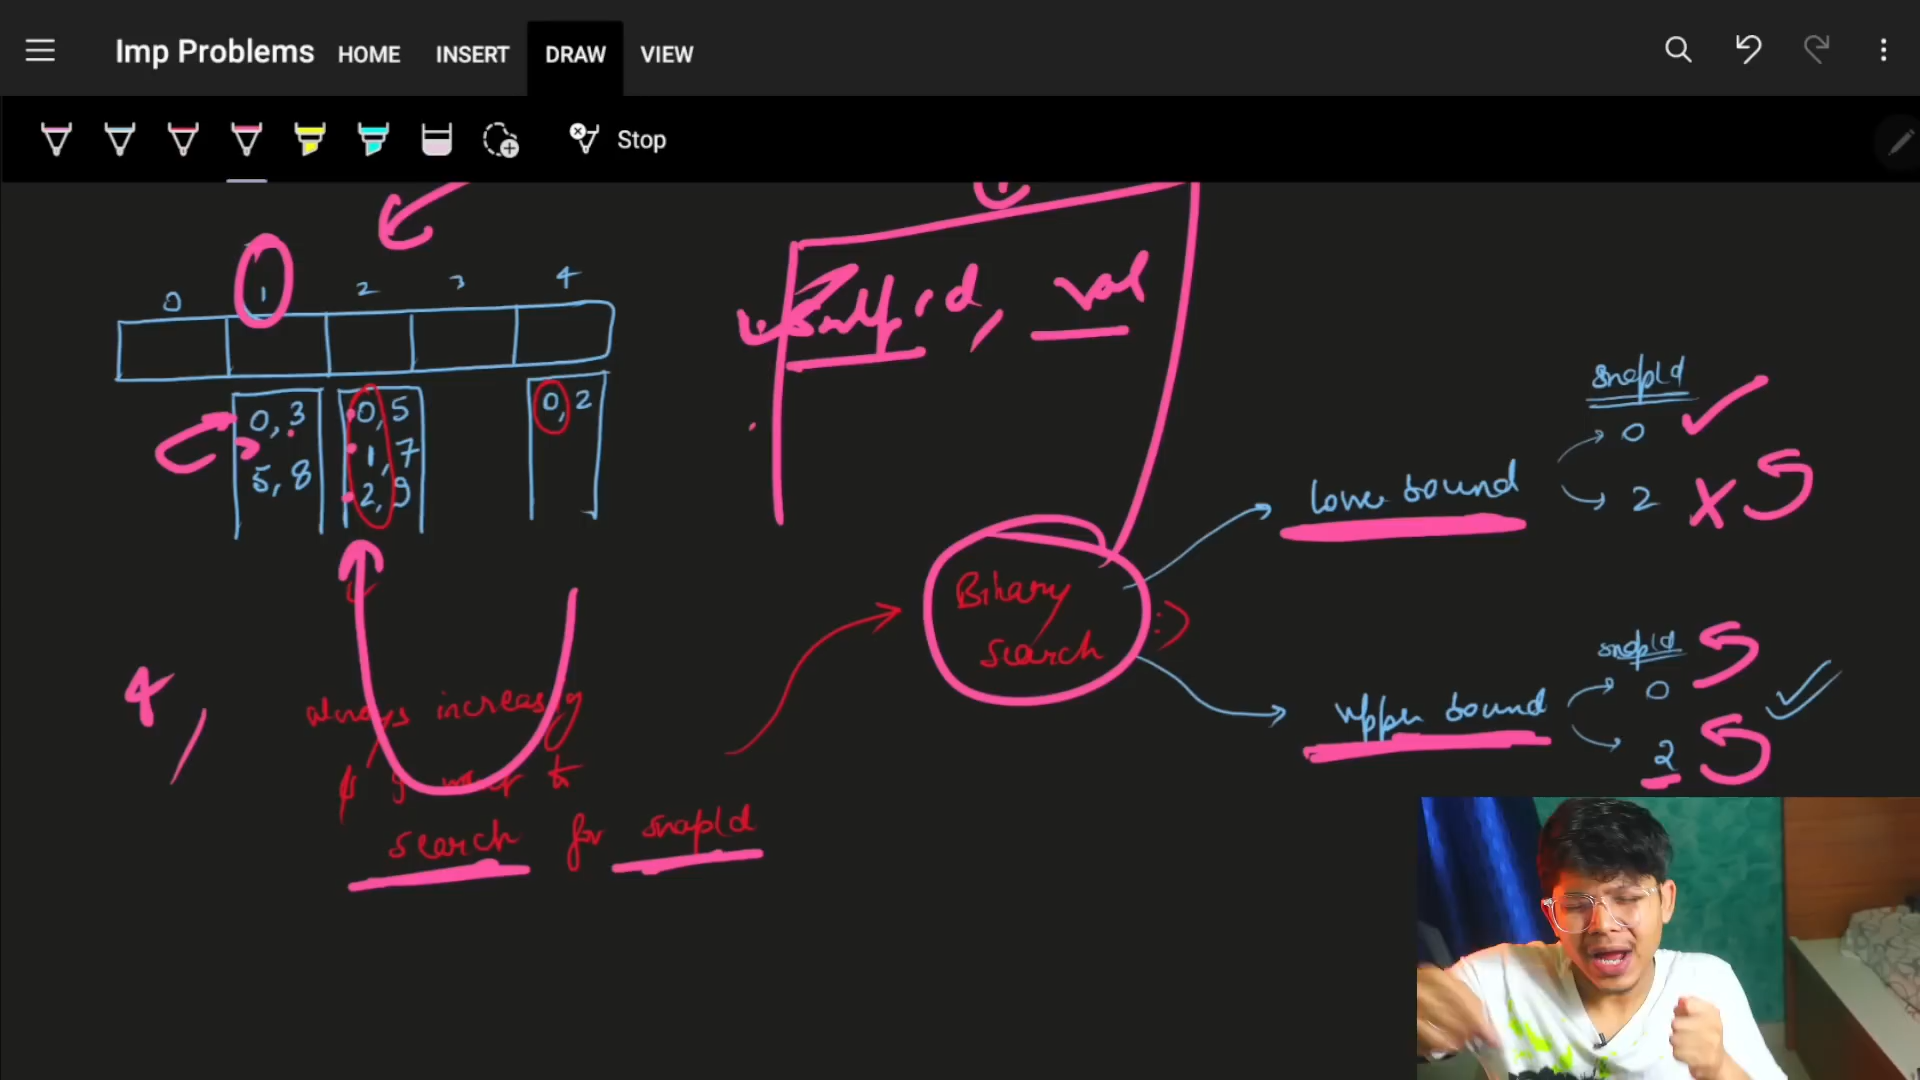 Imp Problems HOME INSERT DRAW VIEW
Stop
0 1 2 3 4
0, 3
5, 8
0, 5
1, 7
2, 9
0, 2
id, val
Binary
search
:)
lower bound
snapId
0
2
upper bound
snapId
0
2
4,
always increasing
search for snapId